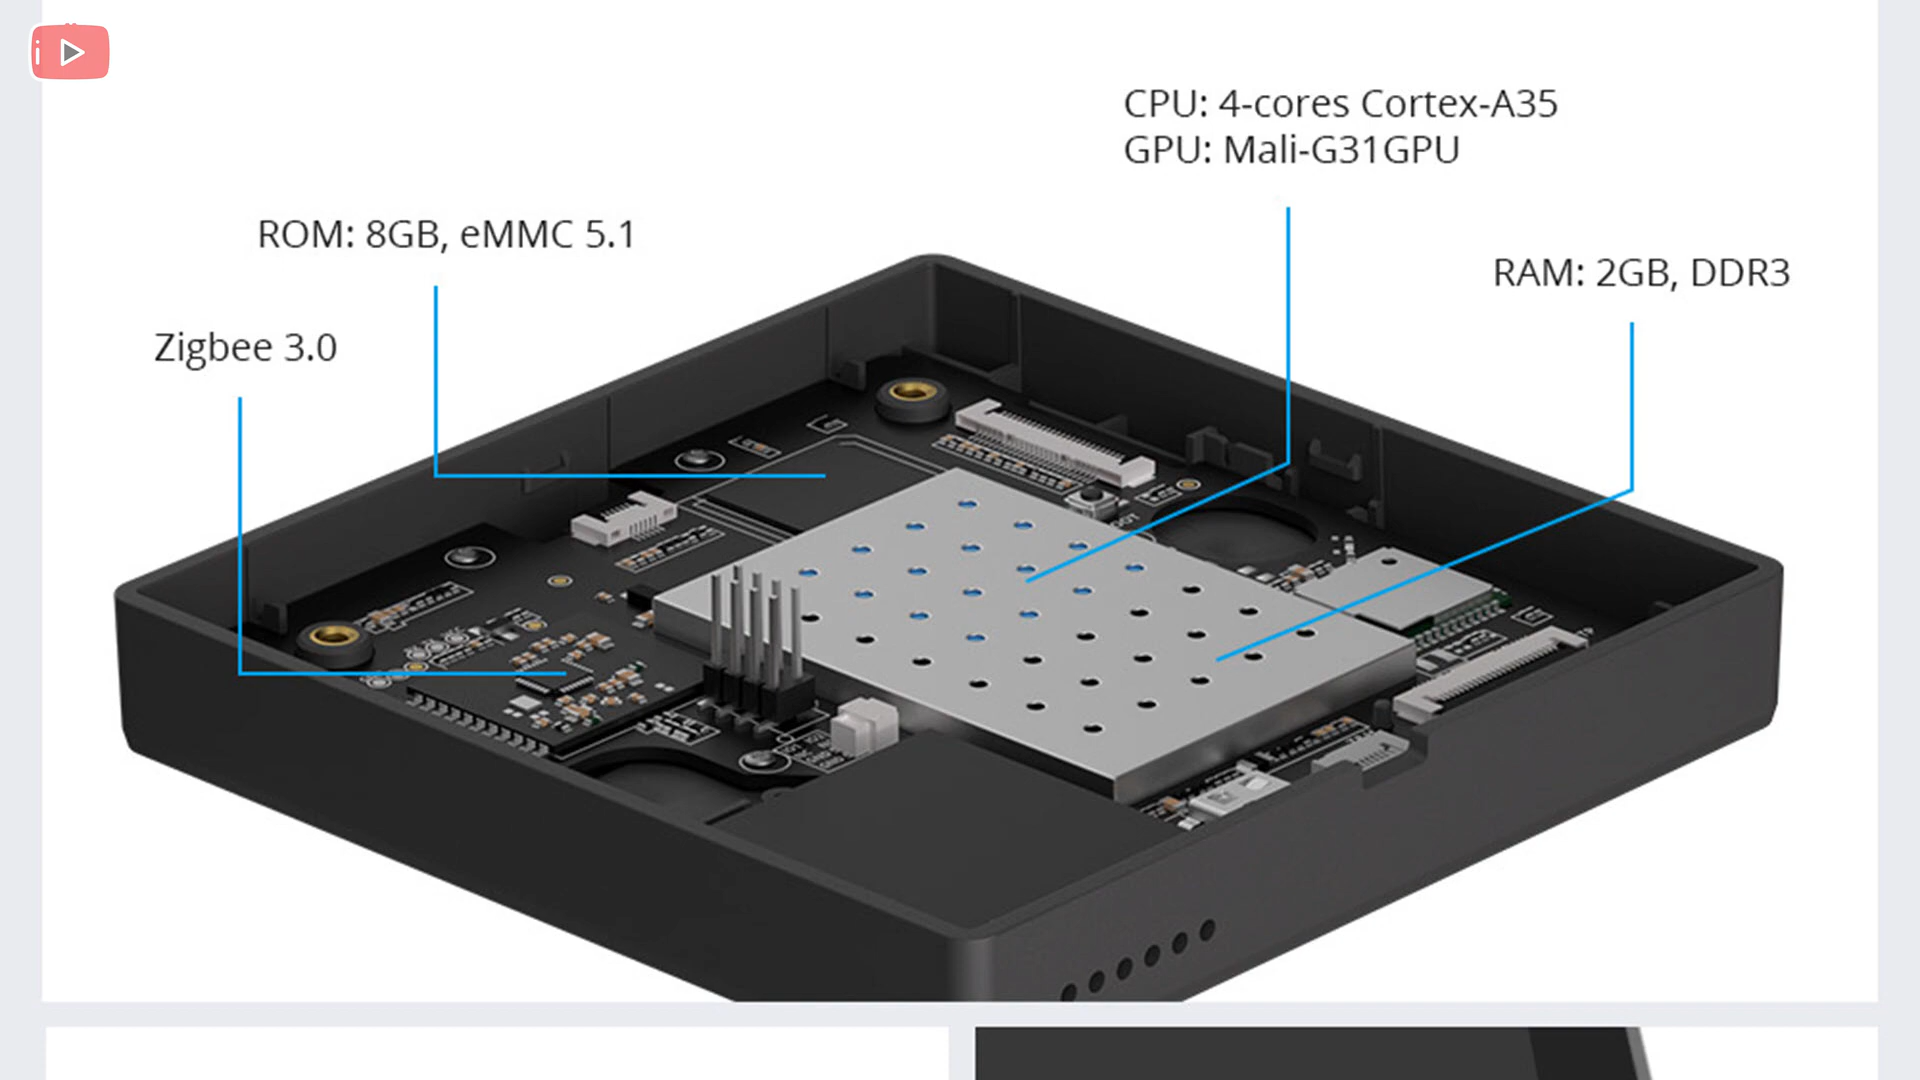 CPU: 4-cores Cortex-A35
GPU: Mali-G31GPU
ROM: 8GB, eMMC 5.1
RAM: 2GB, DDR3
Zigbee 3.0
i